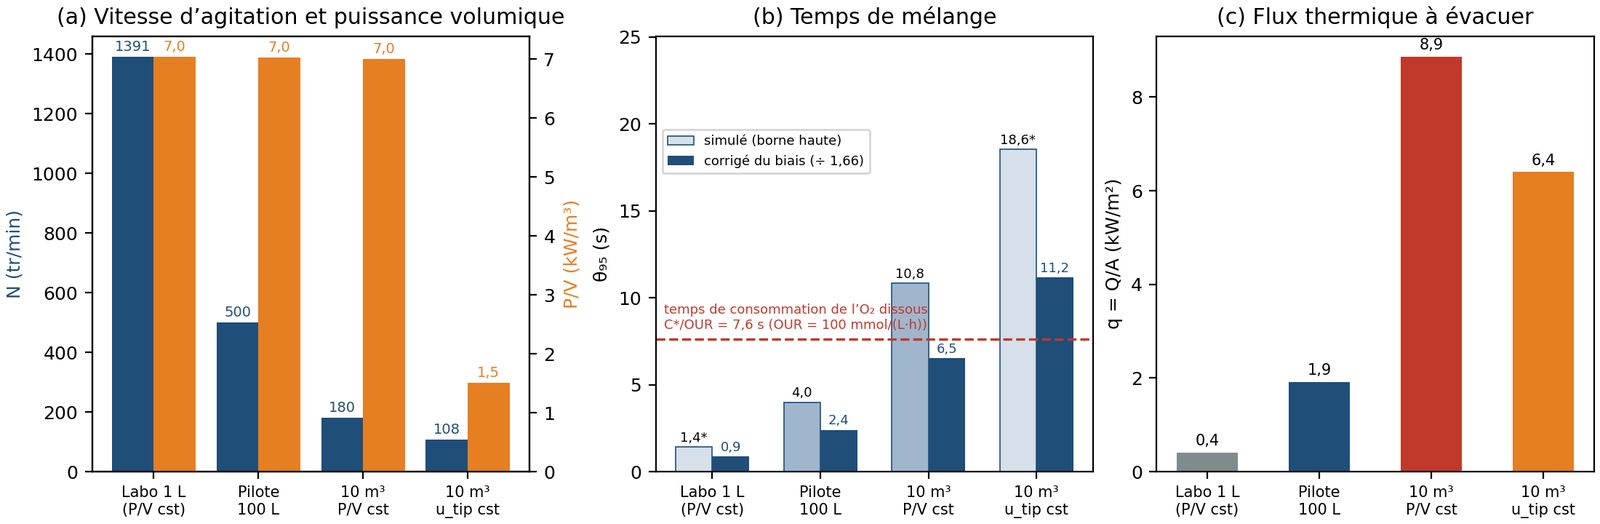 (a) Vitesse d’agitation et puissance volumique
1400
1200
1000
800
600
400
200
0
N (tr/min)
1391
7,0
500
7,0
180
7,0
108
1,5
7
6
5
4
3
2
1
0
P/V (kW/m³)
Labo 1 L
(P/V cst)
Pilote
100 L
10 m³
P/V cst
10 m³
u_tip cst
(b) Temps de mélange
25
20
15
10
5
0
θ₉₅ (s)
simulé (borne haute)
corrigé du biais (÷ 1,66)
temps de consommation de l’O₂ dissous
C*/OUR = 7,6 s (OUR = 100 mmol/(L·h))
1,4*
0,9
4,0
2,4
10,8
6,5
18,6*
11,2
Labo 1 L
(P/V cst)
Pilote
100 L
10 m³
P/V cst
10 m³
u_tip cst
(c) Flux thermique à évacuer
8
6
4
2
0
q = Q/A (kW/m²)
0,4
1,9
8,9
6,4
Labo 1 L
(P/V cst)
Pilote
100 L
10 m³
P/V cst
10 m³
u_tip cst